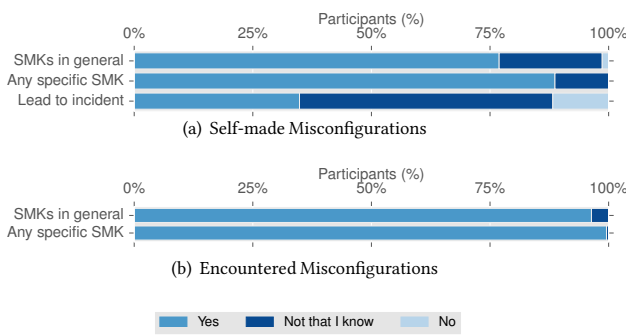 Participants (%)
0% 25% 50% 75% 100%
SMKs in general
Any specific SMK
Lead to incident
(a) Self-made Misconfigurations
Participants (%)
0% 25% 50% 75% 100%
SMKs in general
Any specific SMK
(b) Encountered Misconfigurations
Yes Not that I know No